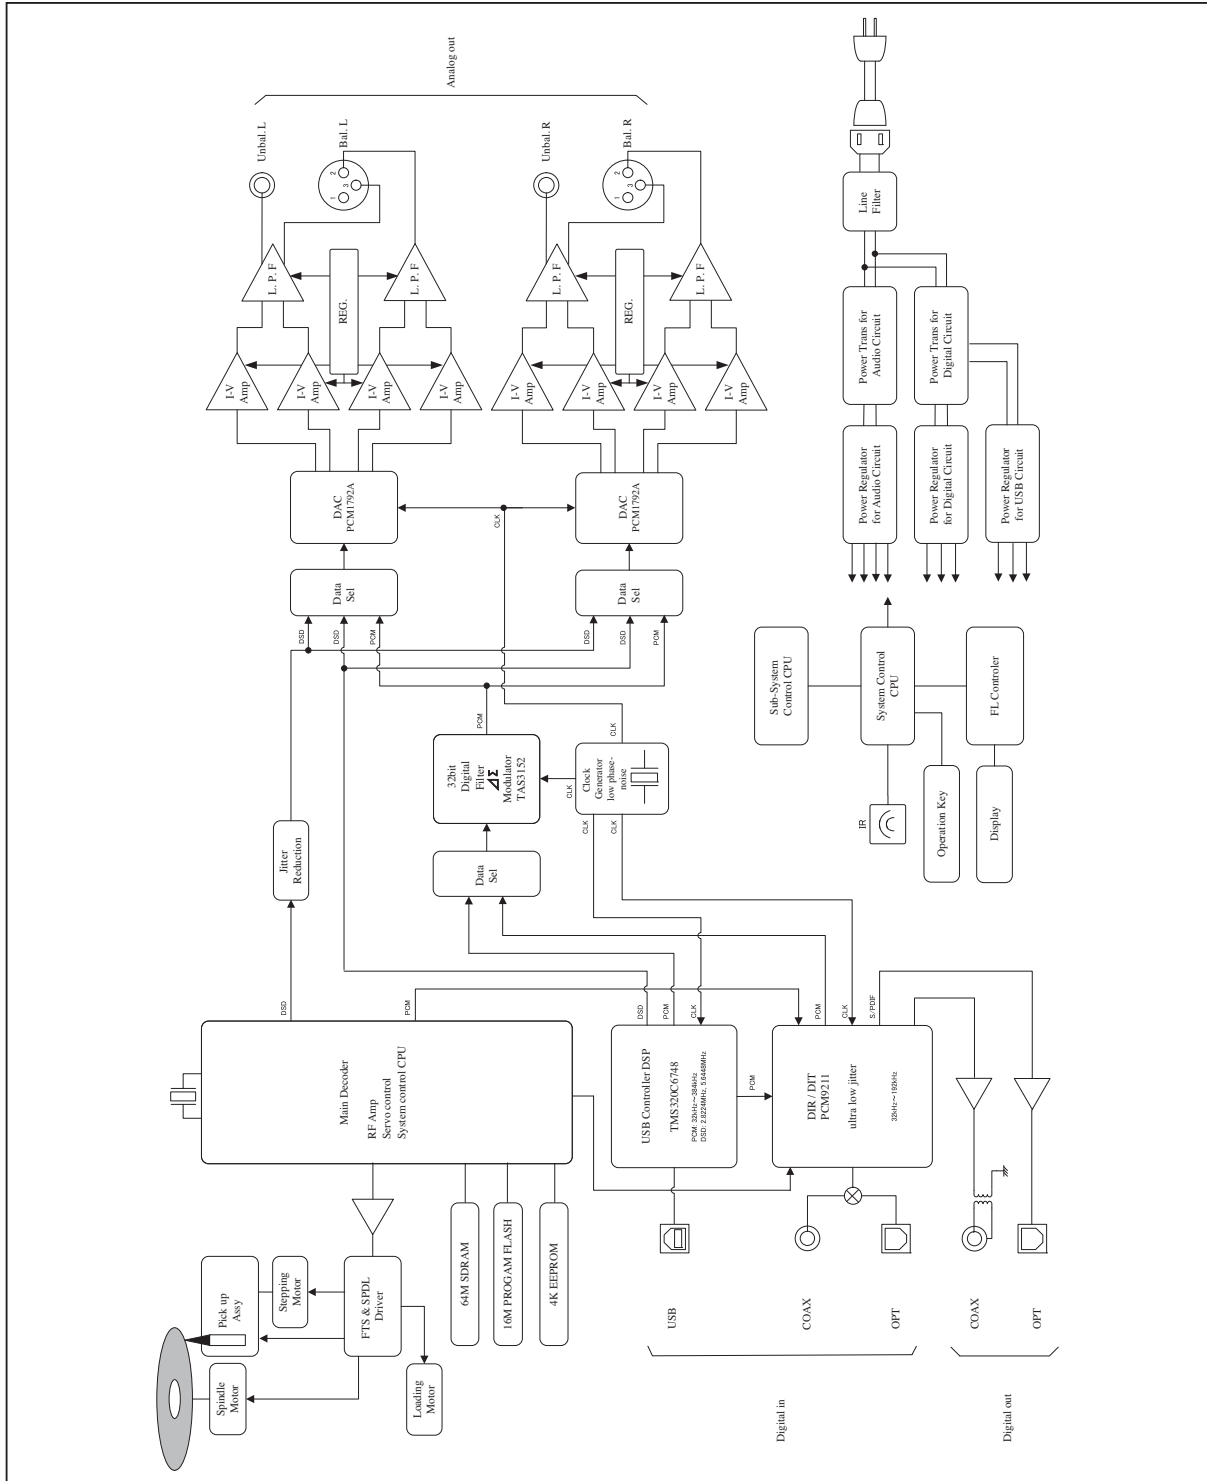 Analog out
Unbal. L
Bal. L
Unbal. R
Bal. R
1
2
3
1
2
3
L. P. F
L. P. F
L. P. F
L. P. F
REG.
REG.
I-V
Amp
I-V
Amp
I-V
Amp
I-V
Amp
I-V
Amp
I-V
Amp
I-V
Amp
I-V
Amp
DAC
PCM1792A
DAC
PCM1792A
CLK
Data
Sel
Data
Sel
DSD
DSD
PCM
DSD
DSD
PCM
PCM
CLK
32bit
Digital
Filter
ΔΣ
Modulator
TAS3152
CLK
Clock
Generator
low phase-
noise
CLK
CLK
Jitter
Reduction
Data
Sel
DSD
PCM
DSD
PCM
CLK
PCM
CLK
S./PDIF
Main Decoder
RF Amp
Servo control
System control CPU
USB Controller DSP
TMS320C6748
PCM: 32kHz～384kHz
DSD: 2.8224MHz, 5.6448MHz
PCM
DIR / DIT
PCM9211
ultra low jitter
32kHz～192kHz
Pick up
Assy
Stepping
Motor
FTS & SPDL
Driver
Spindle
Motor
Loading
Motor
64M SDRAM
16M PROGAM FLASH
4K EEPROM
USB
COAX
OPT
COAX
OPT
Digital in
Digital out
Line
Filter
Power Trans for
Audio Circuit
Power Trans for
Digital Circuit
Power Regulator
for Audio Circuit
Power Regulator
for Digital Circuit
Power Regulator
for USB Circuit
Sub-System
Control CPU
System Control
CPU
FL Controler
IR
Operation Key
Display